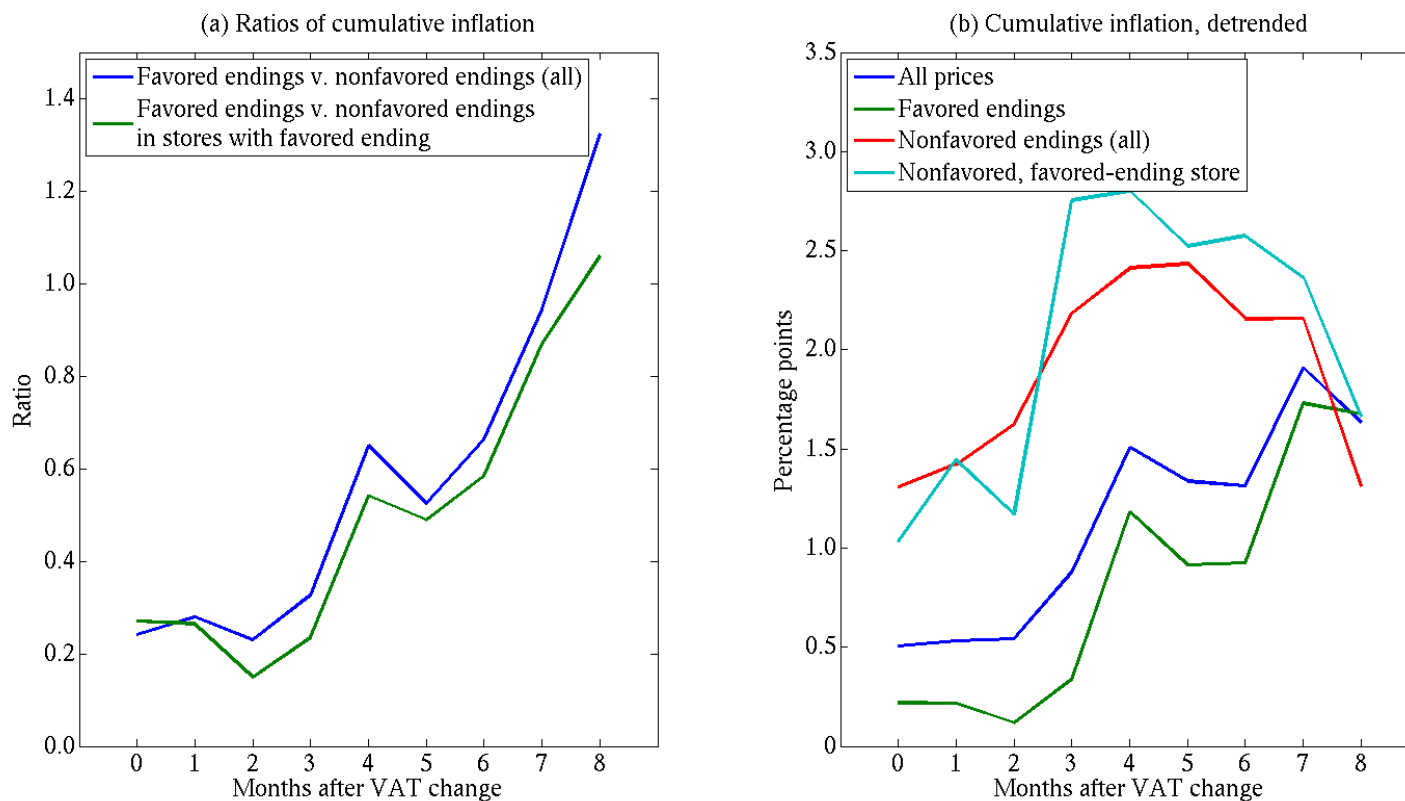 (a) Ratios of cumulative inflation
Favored endings v. nonfavored endings (all)
Favored endings v. nonfavored endings
in stores with favored ending
1.4
1.2
1.0
0.8
0.6
0.4
0.2
0.0
Ratio
0 1 2 3 4 5 6 7 8
Months after VAT change
(b) Cumulative inflation, detrended
All prices
Favored endings
Nonfavored endings (all)
Nonfavored, favored-ending store
3.5
3.0
2.5
2.0
1.5
1.0
0.5
0
Percentage points
0 1 2 3 4 5 6 7 8
Months after VAT change